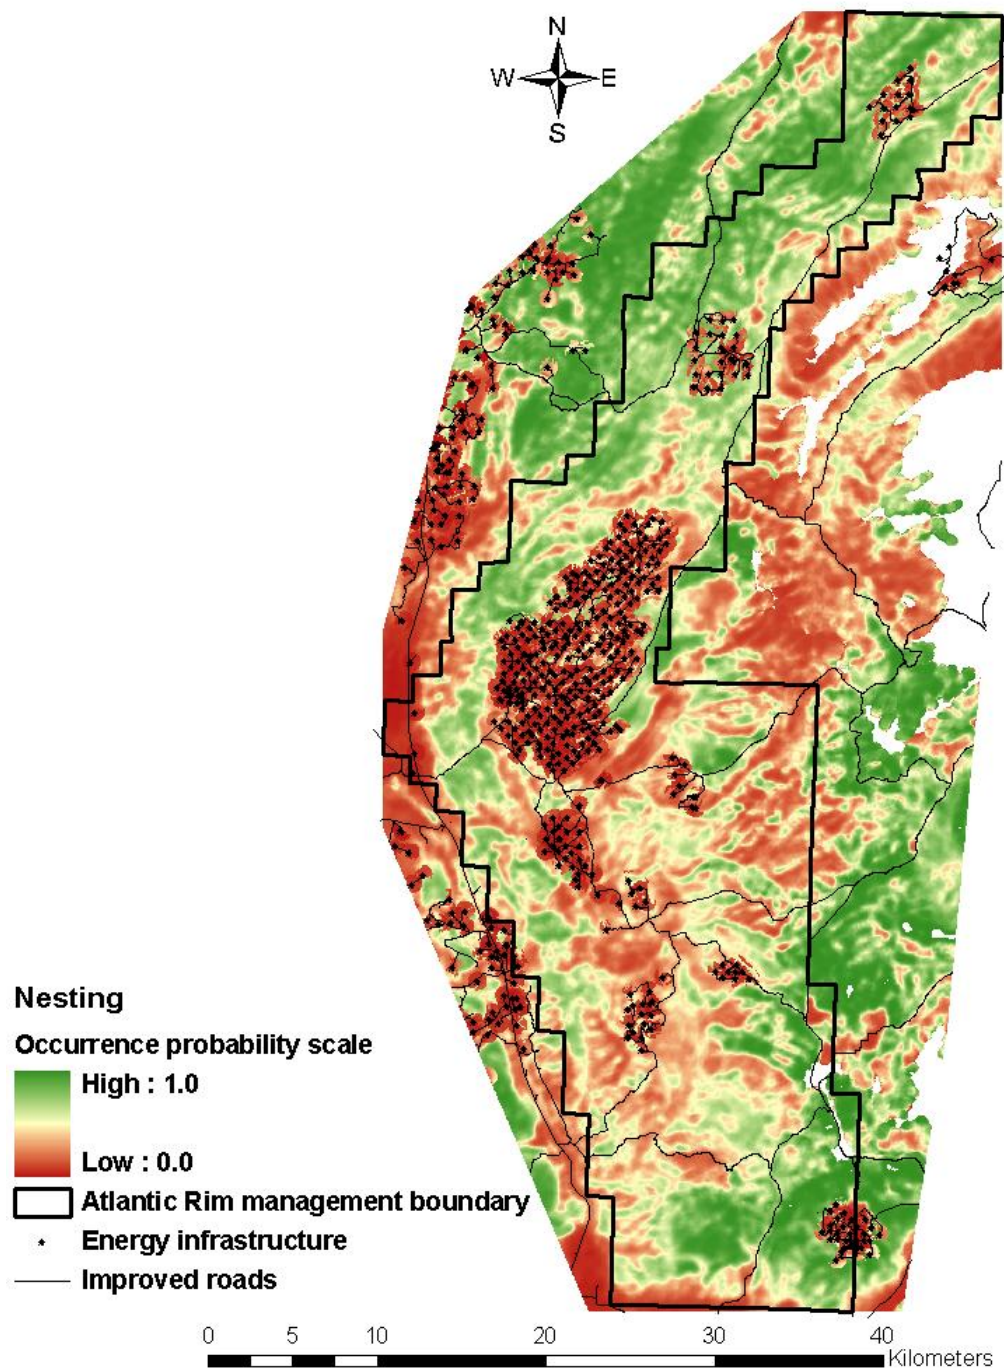 N
W E
S
Nesting
Occurrence probability scale
High : 1.0
Low : 0.0
Atlantic Rim management boundary
Energy infrastructure
Improved roads
0 5 10 20 30 40
Kilometers